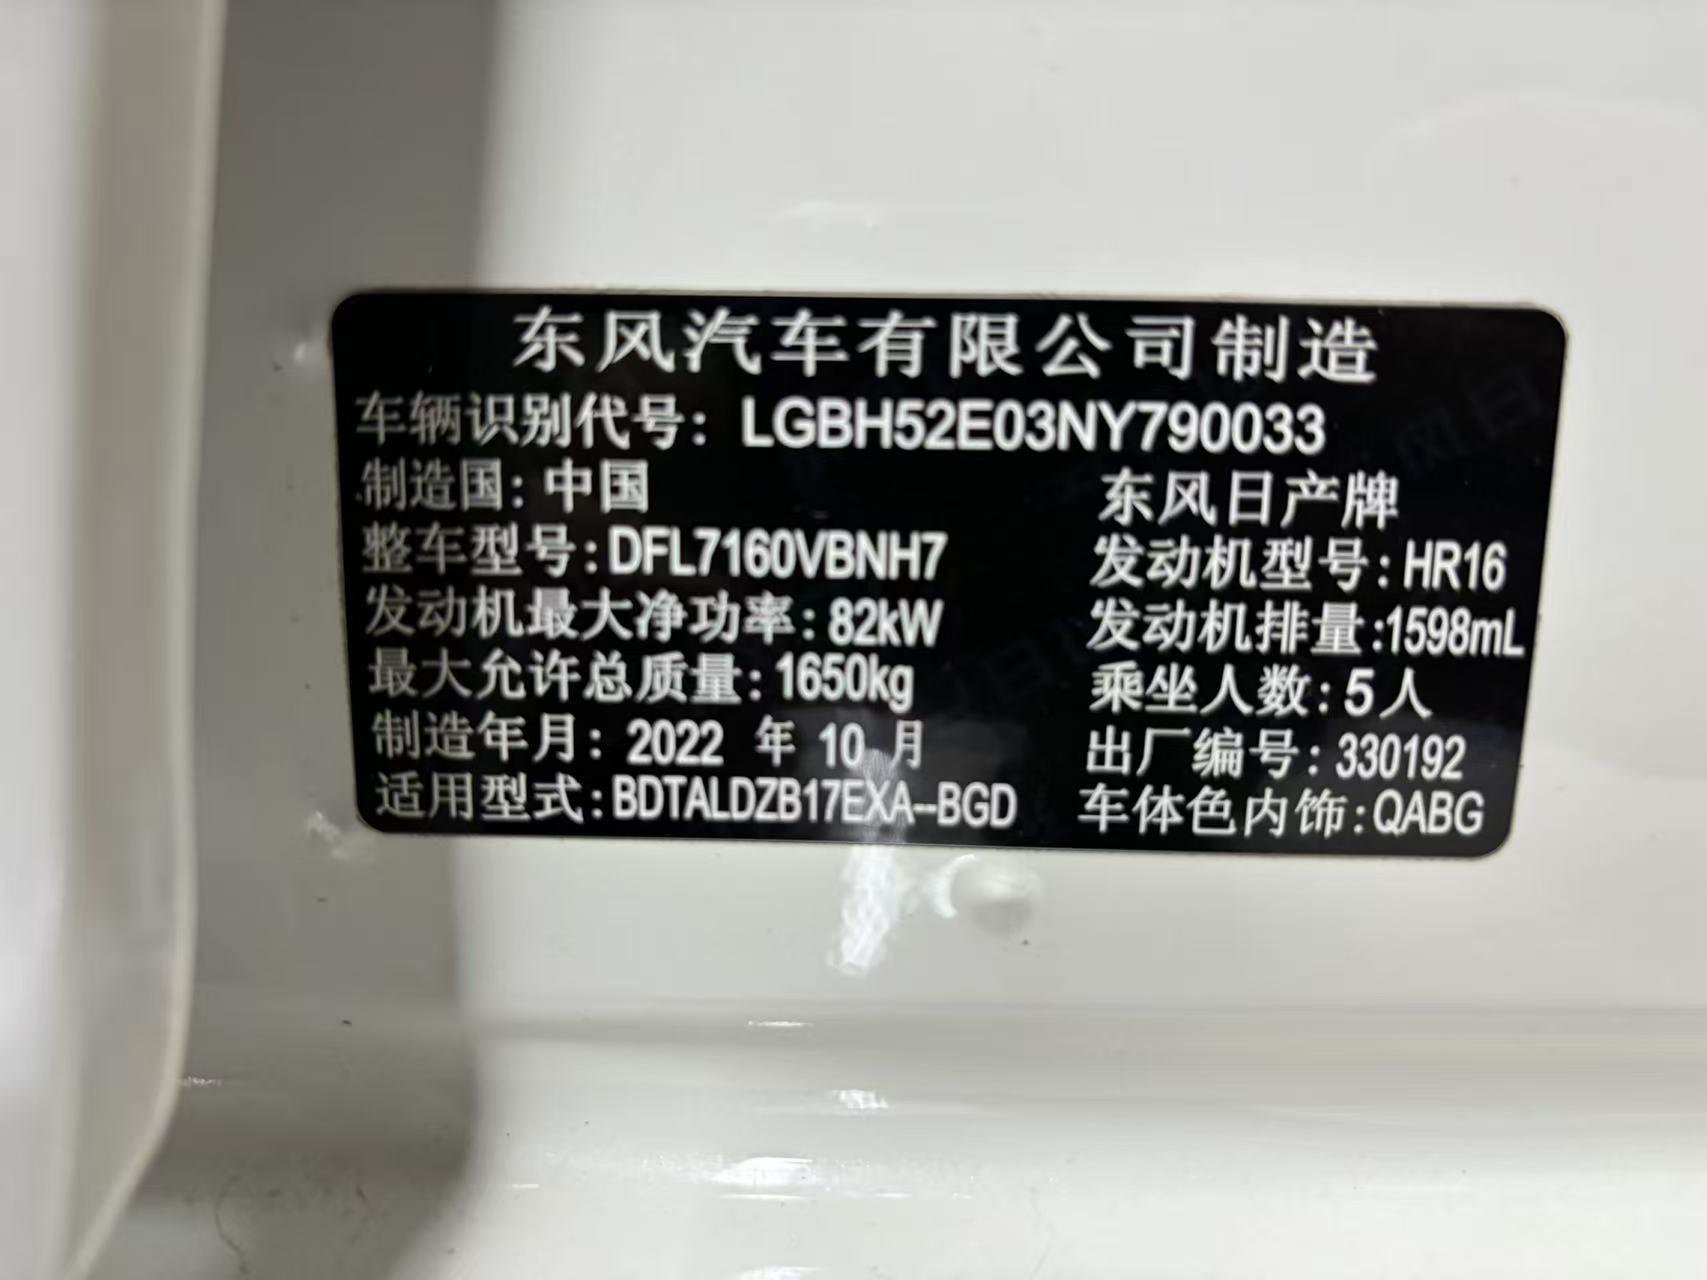 东风汽车有限公司制造
车辆识别代号：LGBH52E03NY790033
制造国：中国 东风日产牌
整车型号：DFL7160VBNH7 发动机型号：HR16
发动机最大净功率：82kW 发动机排量：1598mL
最大允许总质量：1650kg 乘坐人数：5人
制造年月：2022 年 10 月 出厂编号：330192
适用型式：BDTALDZB17EXA--BGD 车体色内饰：QABG